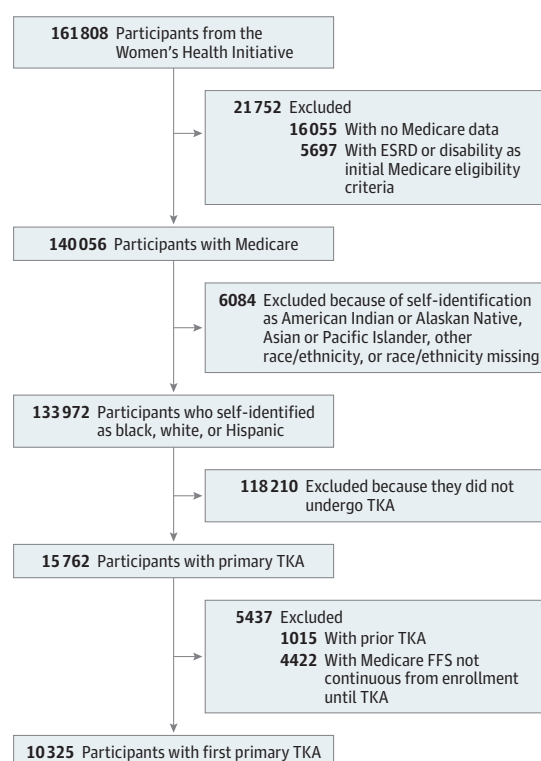 161808 Participants from the
Women's Health Initiative
21752 Excluded
16055 With no Medicare data
5697 With ESRD or disability as
initial Medicare eligibility
criteria
140056 Participants with Medicare
6084 Excluded because of self-identification
as American Indian or Alaskan Native,
Asian or Pacific Islander, other
race/ethnicity, or race/ethnicity missing
133972 Participants who self-identified
as black, white, or Hispanic
118210 Excluded because they did not
undergo TKA
15762 Participants with primary TKA
5437 Excluded
1015 With prior TKA
4422 With Medicare FFS not
continuous from enrollment
until TKA
10325 Participants with first primary TKA